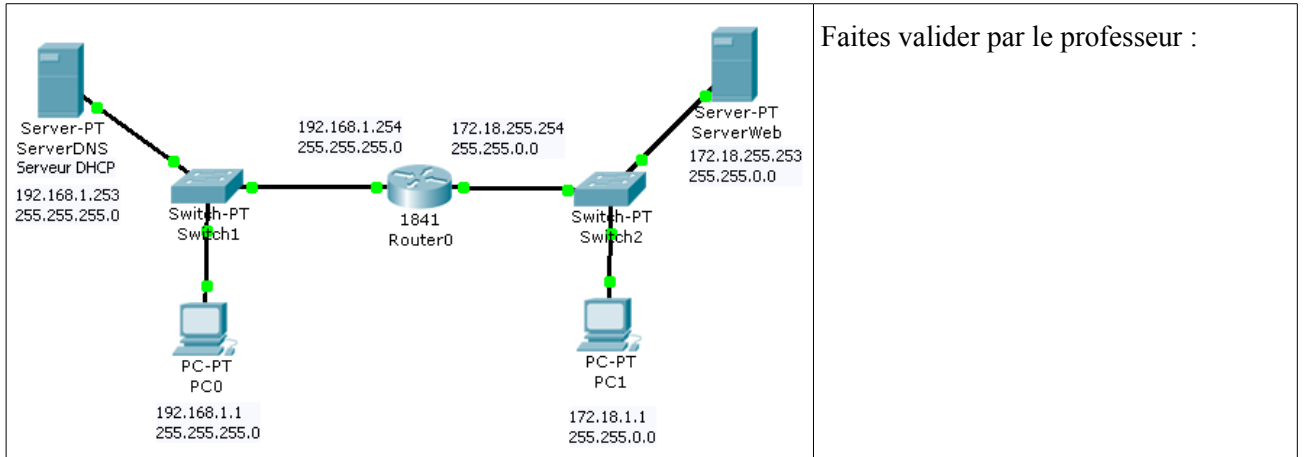 Faites valider par le professeur :
Server-PT
ServerDNS
Serveur DHCP
192.168.1.253
255.255.255.0
Switch-PT
Switch1
192.168.1.254
255.255.255.0
172.18.255.254
255.255.0.0
1841
Router0
Server-PT
ServerWeb
172.18.255.253
255.255.0.0
Switch-PT
Switch2
PC-PT
PC0
192.168.1.1
255.255.255.0
PC-PT
PC1
172.18.1.1
255.255.0.0